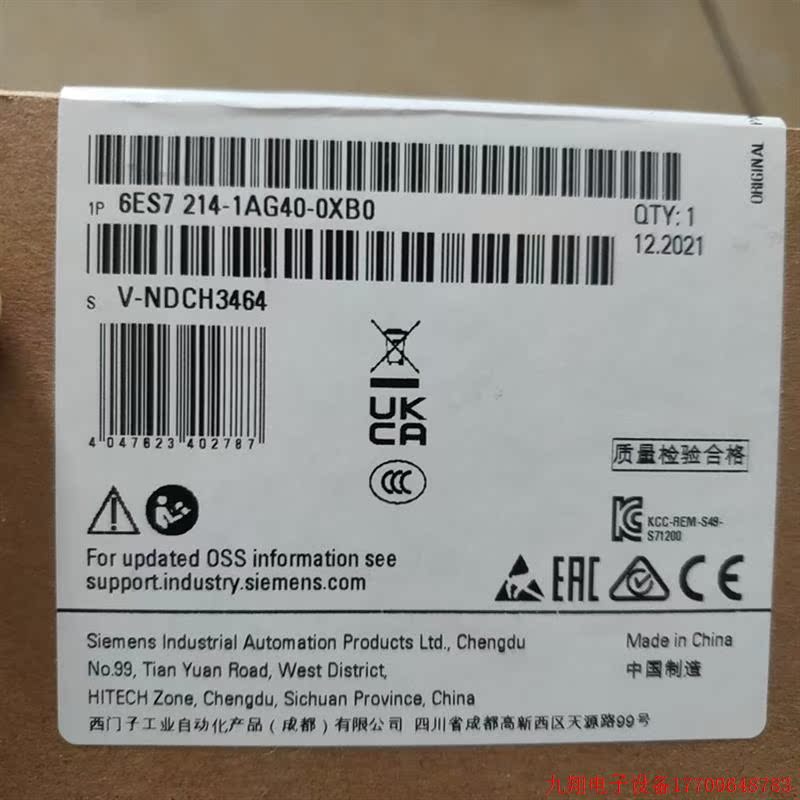 ORIGINAL
1P 6ES7 214-1AG40-0XB0
QTY: 1
12.2021
S V-NDCH3464
4 047623 402787
UK
CA
CCC
质量检验合格
KCC-REM-S49-
S71200
For updated OSS information see
support.industry.siemens.com
EAC
CE
Siemens Industrial Automation Products Ltd., Chengdu
No.99, Tian Yuan Road, West District,
HITECH Zone, Chengdu, Sichuan Province, China
西门子工业自动化产品(成都)有限公司 四川省成都高新西区天源路99号
Made in China
中国制造
九翔电子设备17709648783